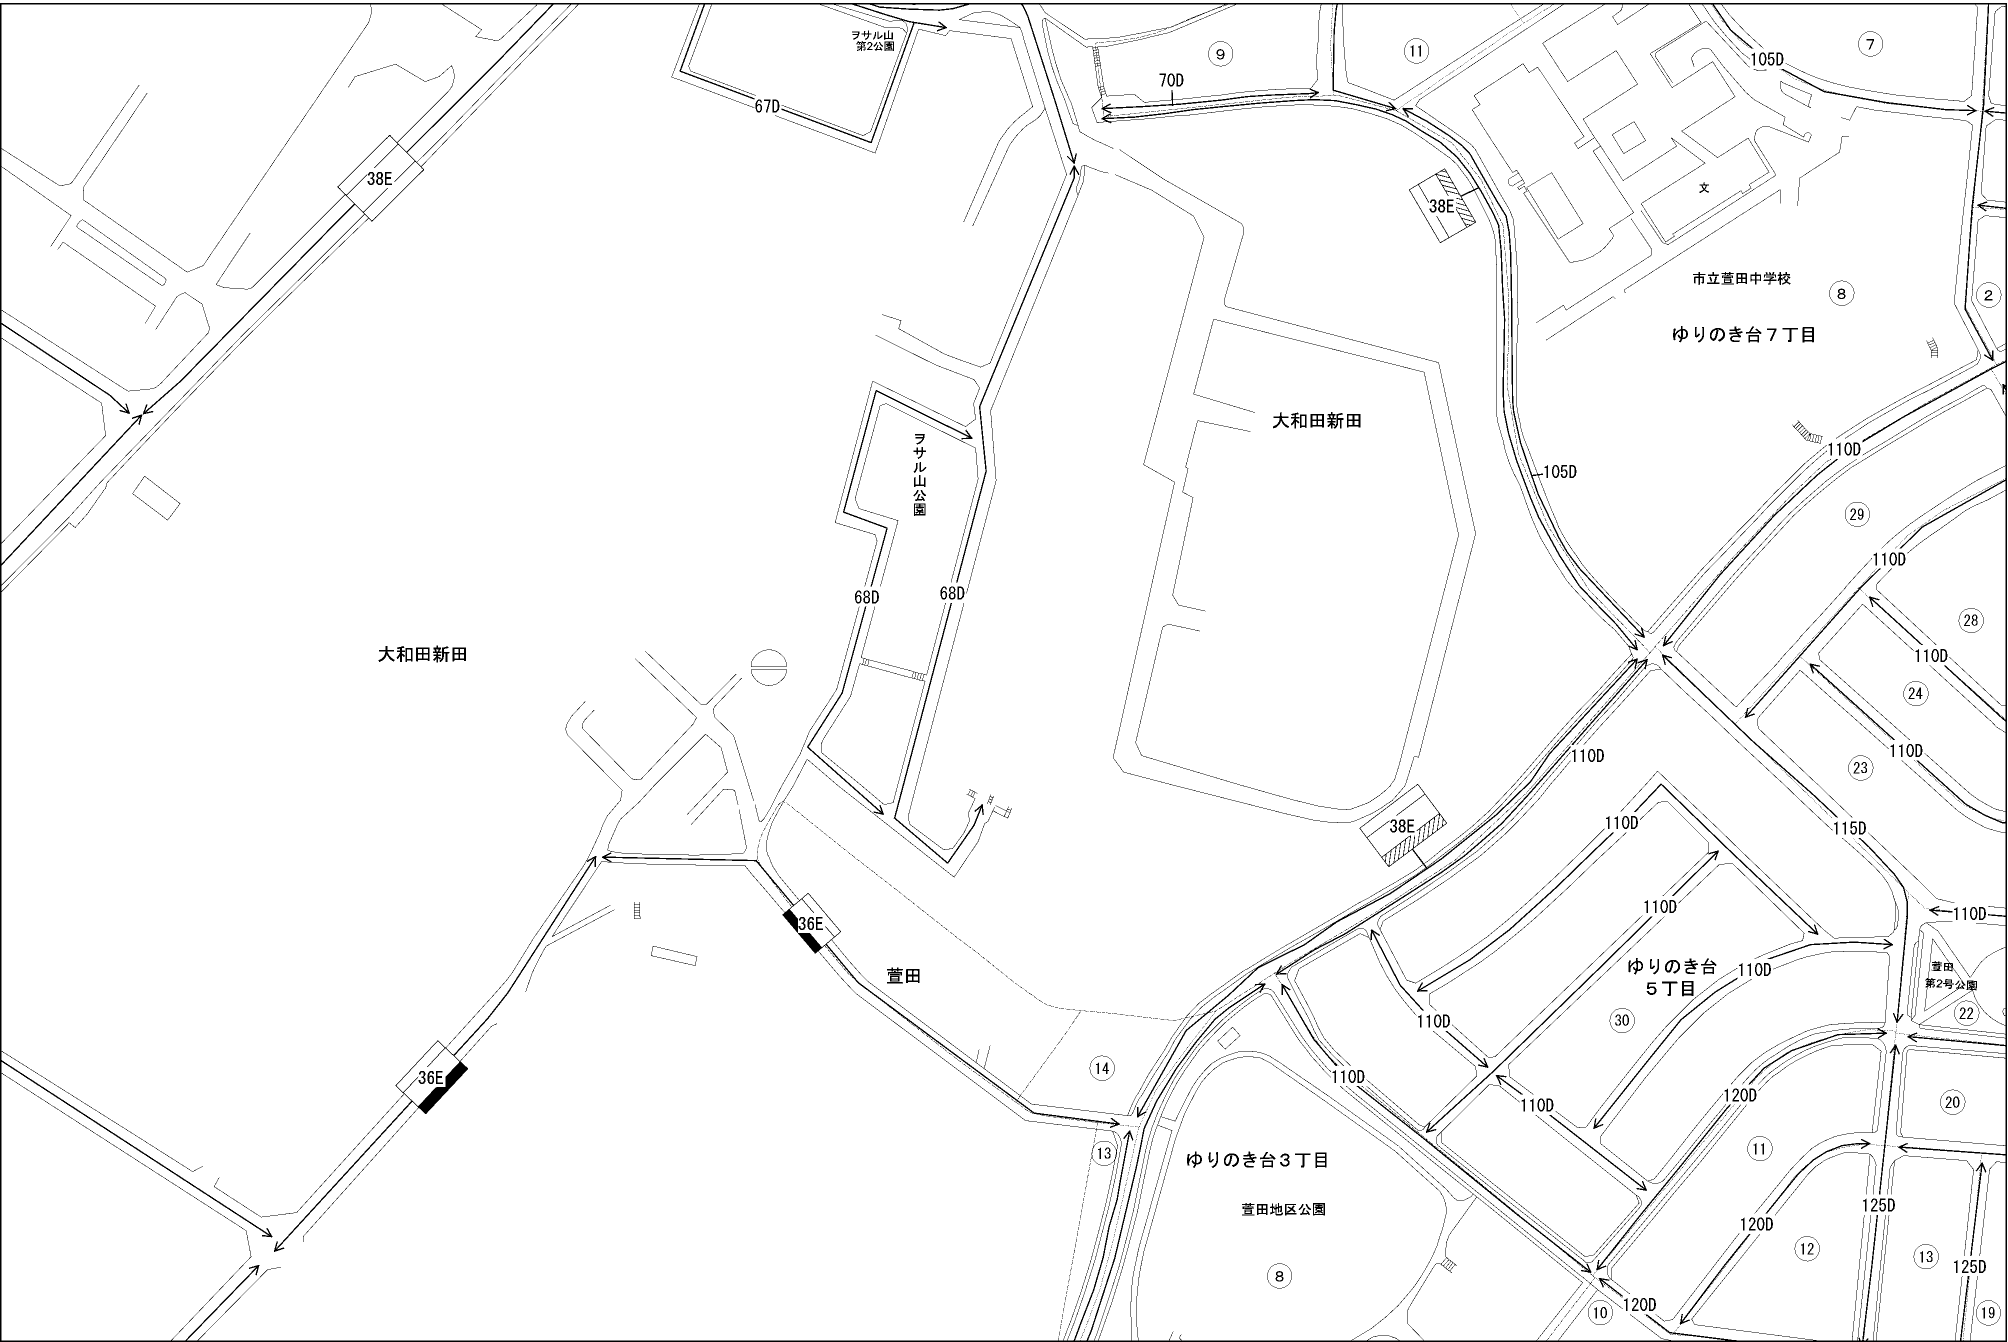 ヲサル山
第2公園
9
11
7
105D
70D
67D
38E
38E
文
市立萱田中学校
8
2
ゆりのき台７丁目
大和田新田
ヲサル山公園
110D
105D
29
110D
68D
68D
28
大和田新田
110D
24
110D
110D
23
110D
115D
38E
110D
110D
36E
萱田
ゆりのき台
５丁目
110D
萱田
第2号公園
22
30
110D
14
36E
110D
110D
120D
20
13
ゆりのき台３丁目
11
萱田地区公園
125D
120D
12
13
125D
8
10
120D
19